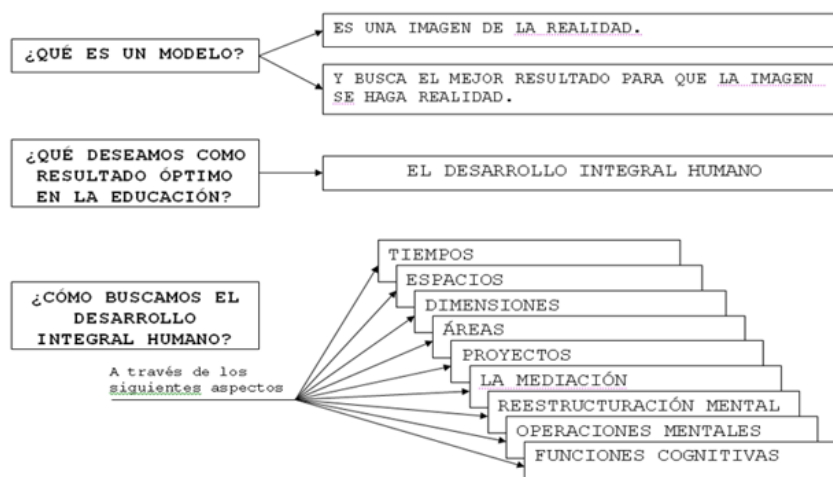 ¿QUÉ ES UN MODELO?
ES UNA IMAGEN DE LA REALIDAD.
Y BUSCA EL MEJOR RESULTADO PARA QUE LA IMAGEN
SE HAGA REALIDAD.
¿QUÉ DESEAMOS COMO
RESULTADO ÓPTIMO
EN LA EDUCACIÓN?
EL DESARROLLO INTEGRAL HUMANO
¿CÓMO BUSCAMOS EL
DESARROLLO
INTEGRAL HUMANO?
A través de los
siguientes aspectos
TIEMPOS
ESPACIOS
DIMENSIONES
ÁREAS
PROYECTOS
LA MEDIACIÓN
REESTRUCTURACIÓN MENTAL
OPERACIONES MENTALES
FUNCIONES COGNITIVAS